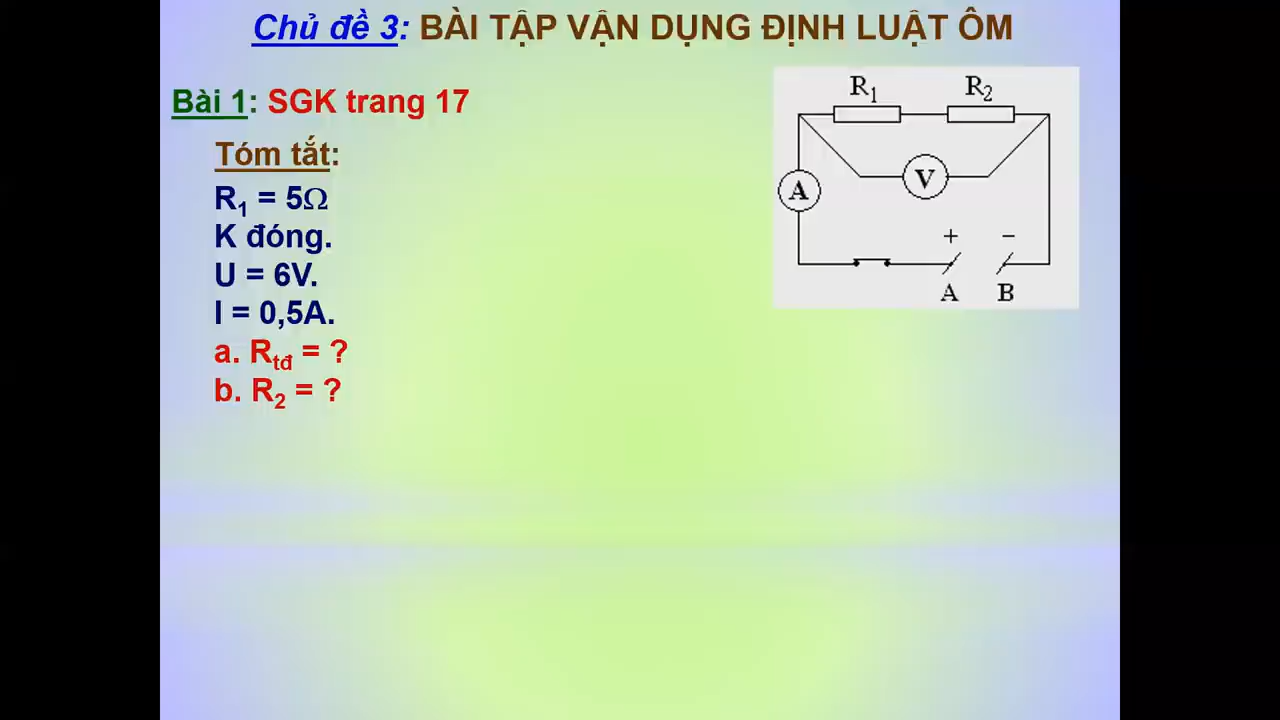 Chủ đề 3: BÀI TẬP VẬN DỤNG ĐỊNH LUẬT ÔM
Bài 1: SGK trang 17
Tóm tắt:
R1 = 5Ω
K đóng.
U = 6V.
I = 0,5A.
a. Rtđ = ?
b. R2 = ?
R1 R2
A V
+ −
A B